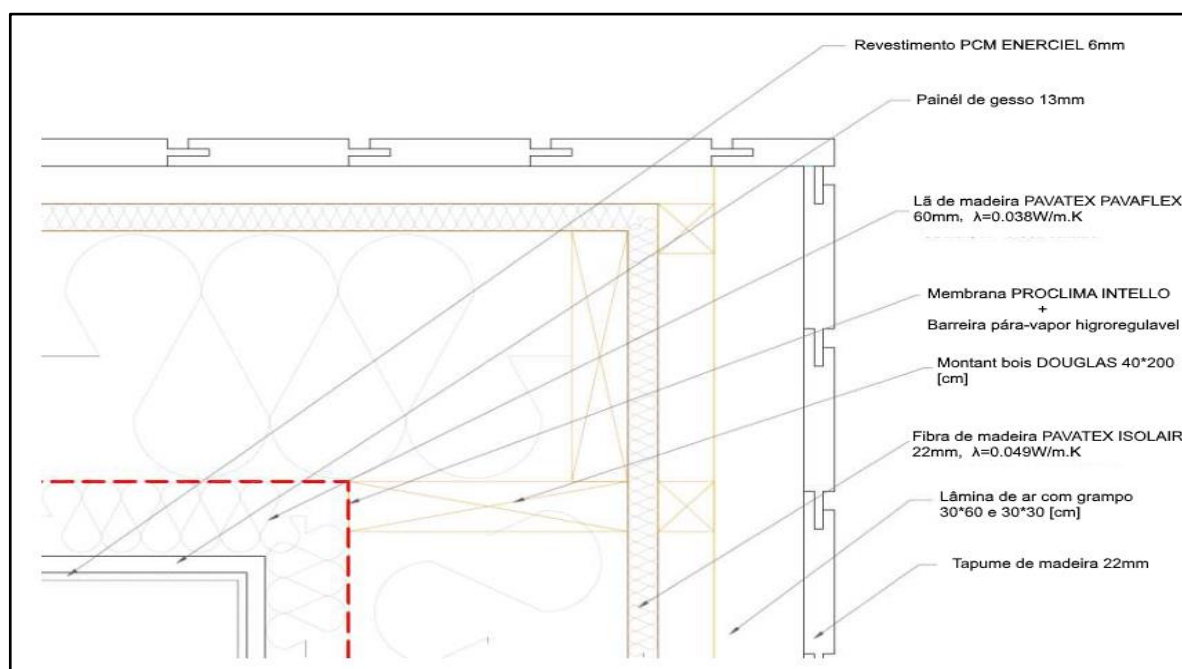 Revestimento PCM ENERCIEL 6mm
Painél de gesso 13mm
Lã de madeira PAVATEX PAVAFLEX
60mm, λ=0.038W/m.K
Membrana PROCLIMA INTELLO
+
Barreira pára-vapor higroregulavel
Montant bois DOUGLAS 40*200
[cm]
Fibra de madeira PAVATEX ISOLAIR
22mm, λ=0.049W/m.K
Lâmina de ar com grampo
30*60 e 30*30 [cm]
Tapume de madeira 22mm